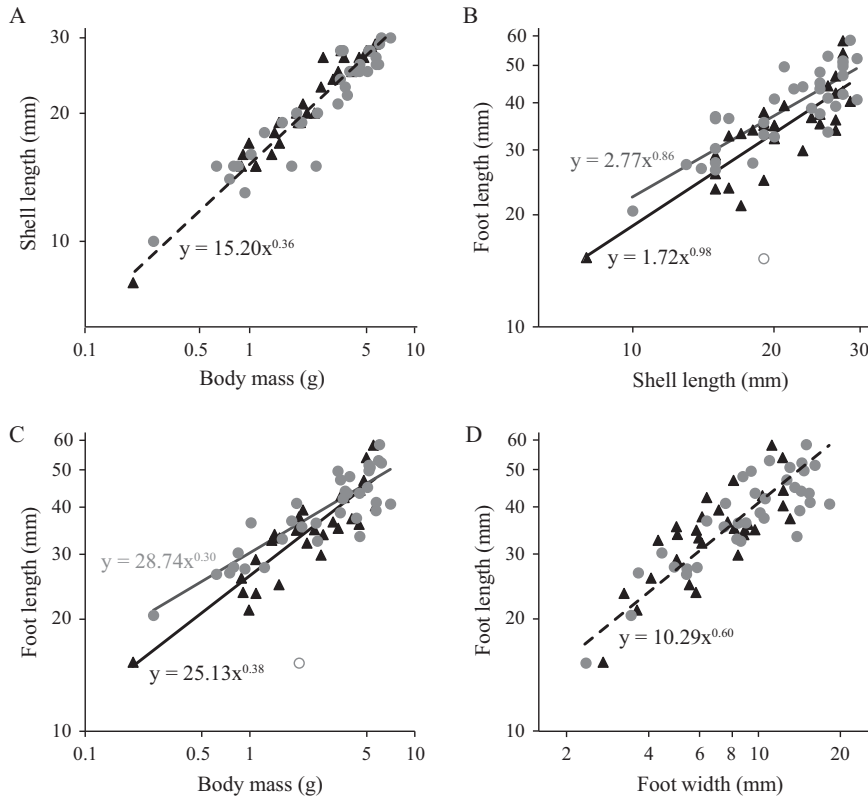 A
30
20
10
Shell length (mm)
y = 15.20x^0.36
0.1 0.5 1 5 10
Body mass (g)
B
60
50
40
30
20
10
Foot length (mm)
y = 2.77x^0.86
y = 1.72x^0.98
10 20 30
Shell length (mm)
C
60
50
40
30
20
10
Foot length (mm)
y = 28.74x^0.30
y = 25.13x^0.38
0.1 0.5 1 5 10
Body mass (g)
D
60
50
40
30
20
10
Foot length (mm)
y = 10.29x^0.60
2 4 6 8 10 20
Foot width (mm)